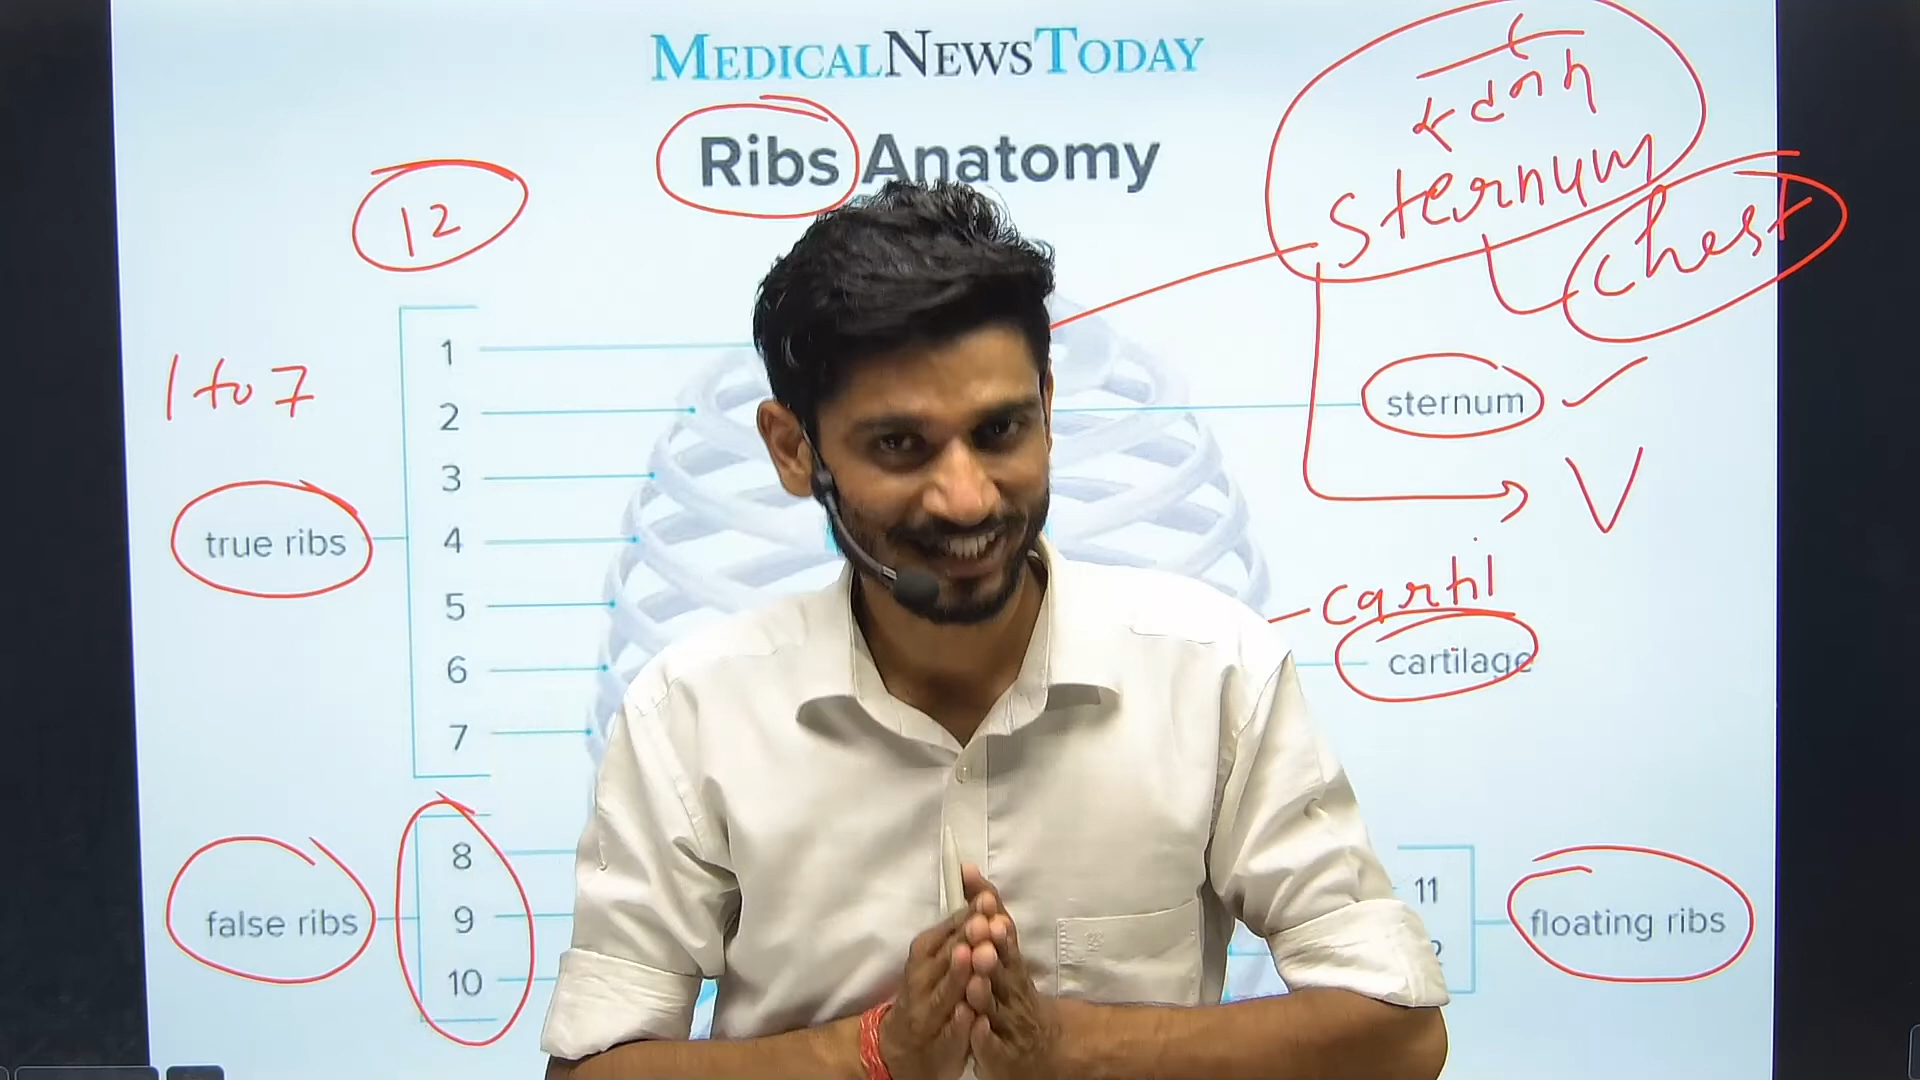 MEDICALNEWSTODAY
Ribs Anatomy
12
sternum
chest
1
1 to 7
2
sternum
3
true ribs
4
5
cartil
6
cartilage
7
8
11
false ribs
9
floating ribs
10